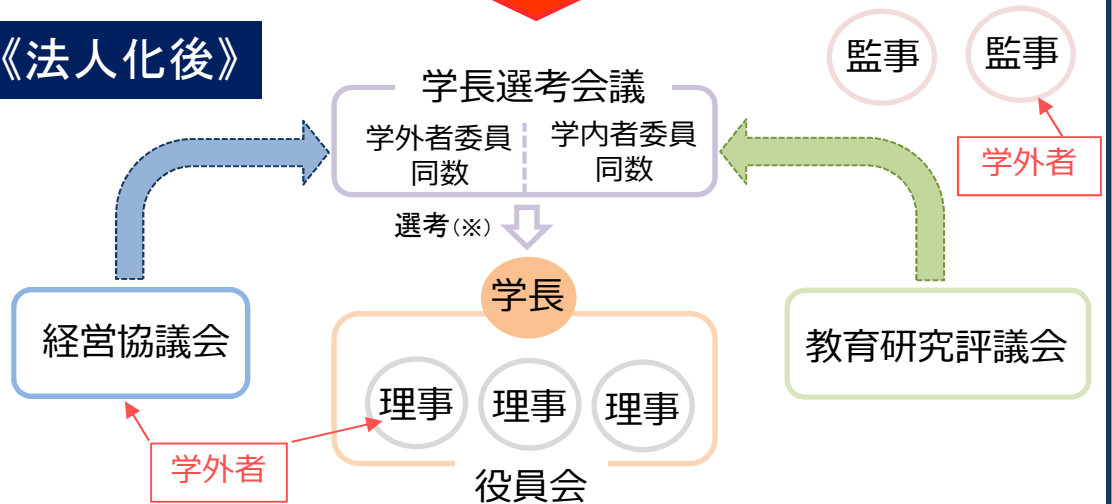 《法人化後》
監事
監事
学外者
学長選考会議
学外者委員
同数
学内者委員
同数
選考(※)
学長
経営協議会
教育研究評議会
理事
理事
理事
学外者
役員会